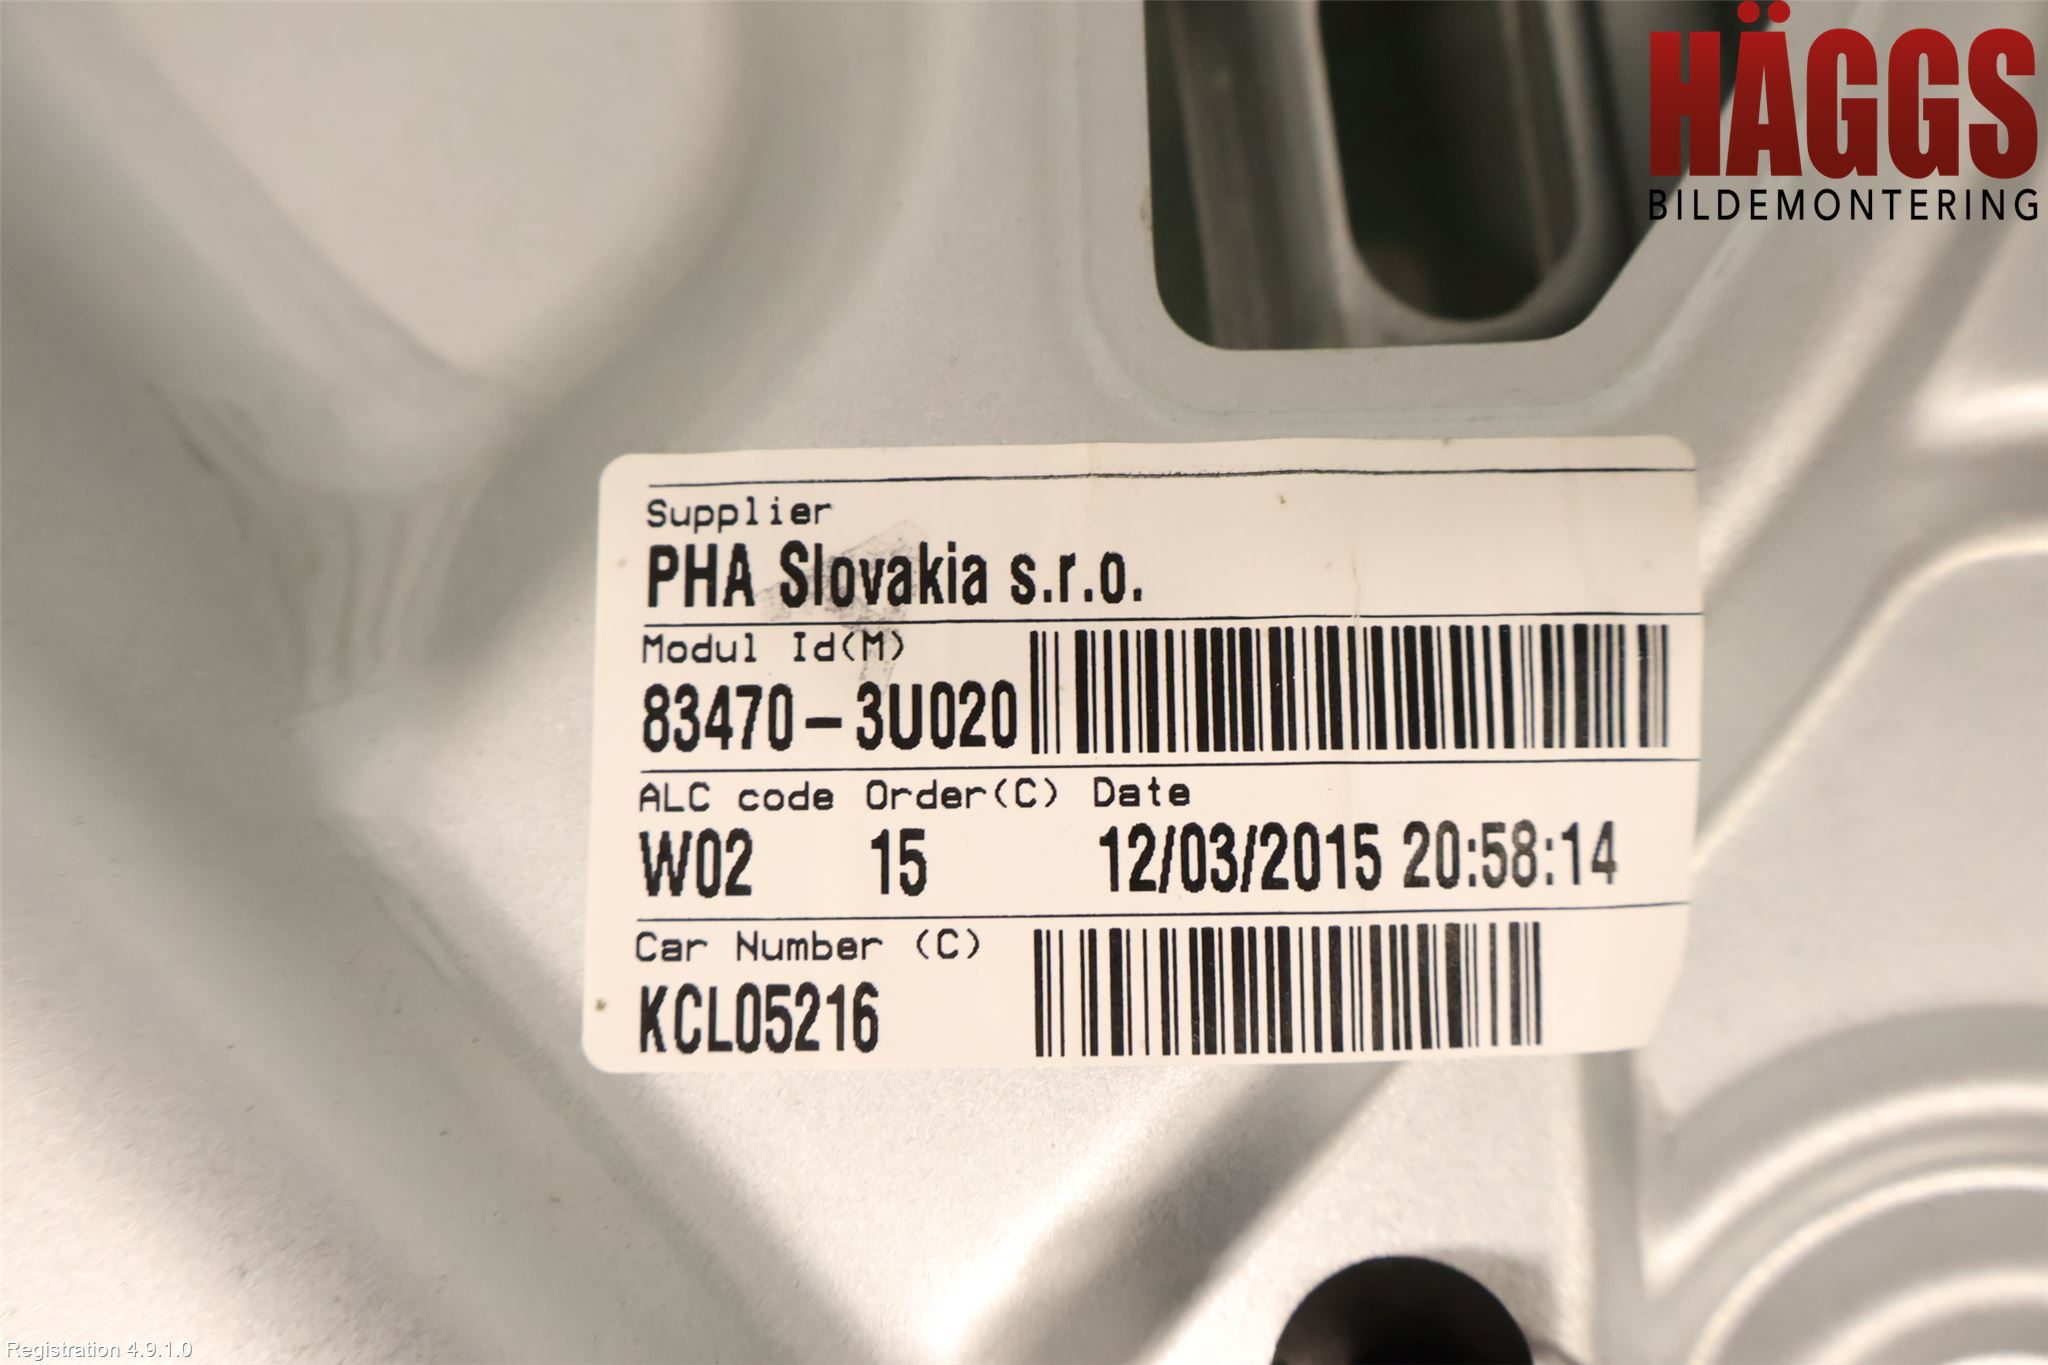 HÄGGS
BILDEMONTERING
Supplier
PHA Slovakia s.r.o.
Modul Id(M)
83470-3U020
ALC code Order(C) Date
W02 15 12/03/2015 20:58:14
Car Number (C)
KCL05216
Registration 4.9.1.0